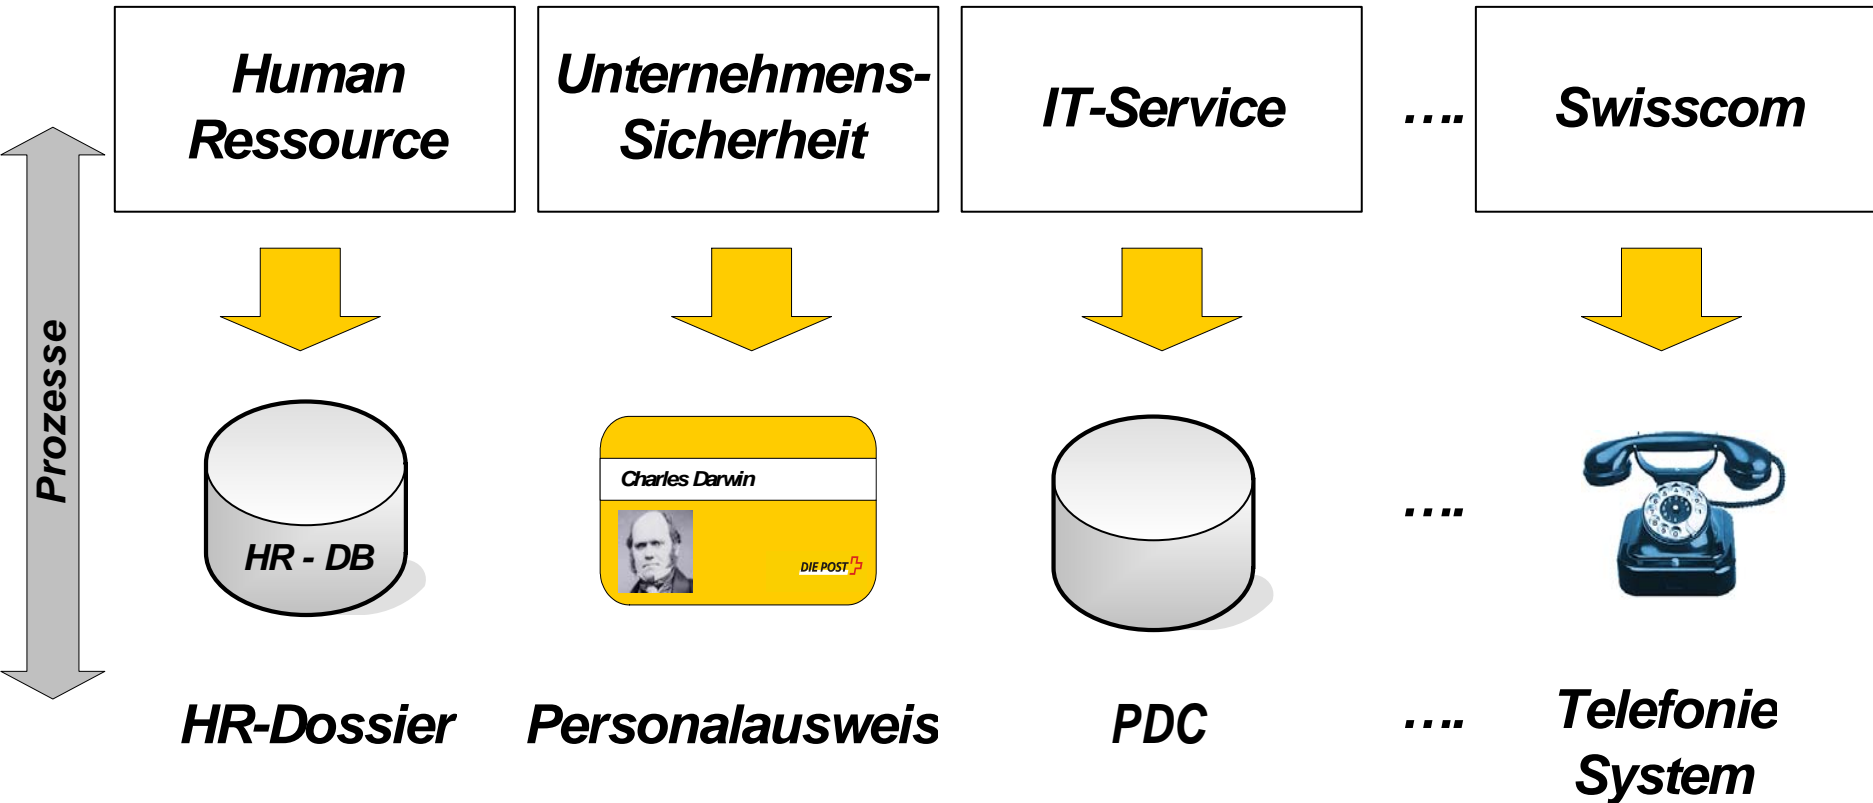 Human
Ressource
Unternehmens-
Sicherheit
IT-Service
....
Swisscom
Prozesse
HR - DB
Charles Darwin
DIE POST
....
HR-Dossier
Personalausweis
PDC
....
Telefonie
System